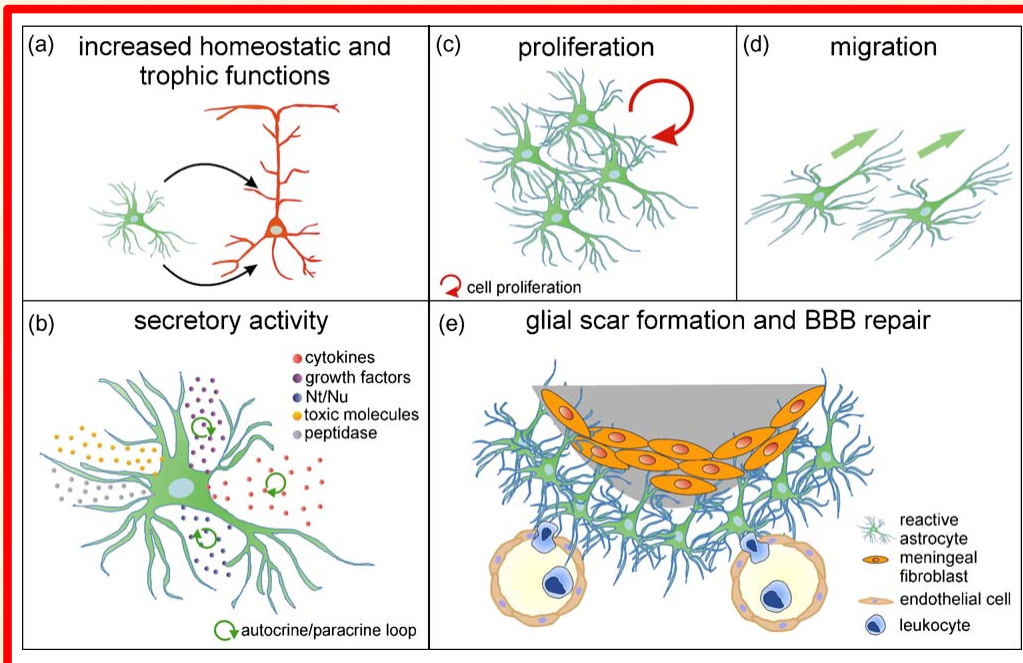 (a) increased homeostatic and
trophic functions
(c) proliferation
cell proliferation
(d) migration
(b) secretory activity
cytokines
growth factors
Nt/Nu
toxic molecules
peptidase
autocrine/paracrine loop
(e) glial scar formation and BBB repair
reactive
astrocyte
meningeal
fibroblast
endothelial cell
leukocyte